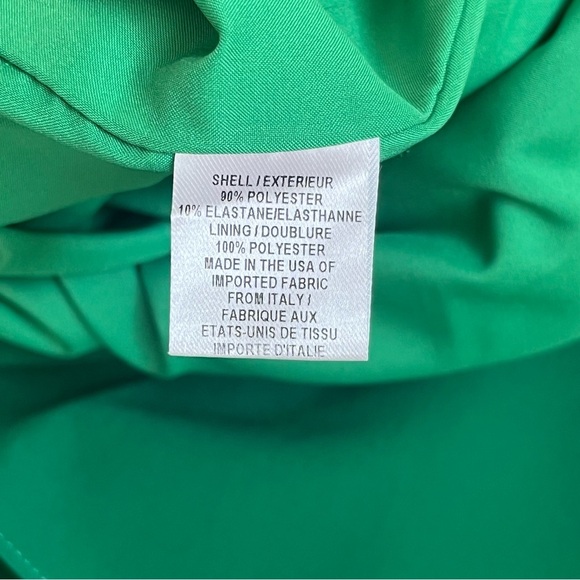 SHELL / EXTERIEUR
90% POLYESTER
10% ELASTANE/ELASTHANNE
LINING / DOUBLURE
100% POLYESTER
MADE IN THE USA OF
IMPORTED FABRIC
FROM ITALY /
FABRIQUE AUX
ETATS-UNIS DE TISSU
IMPORTE D'ITALIE